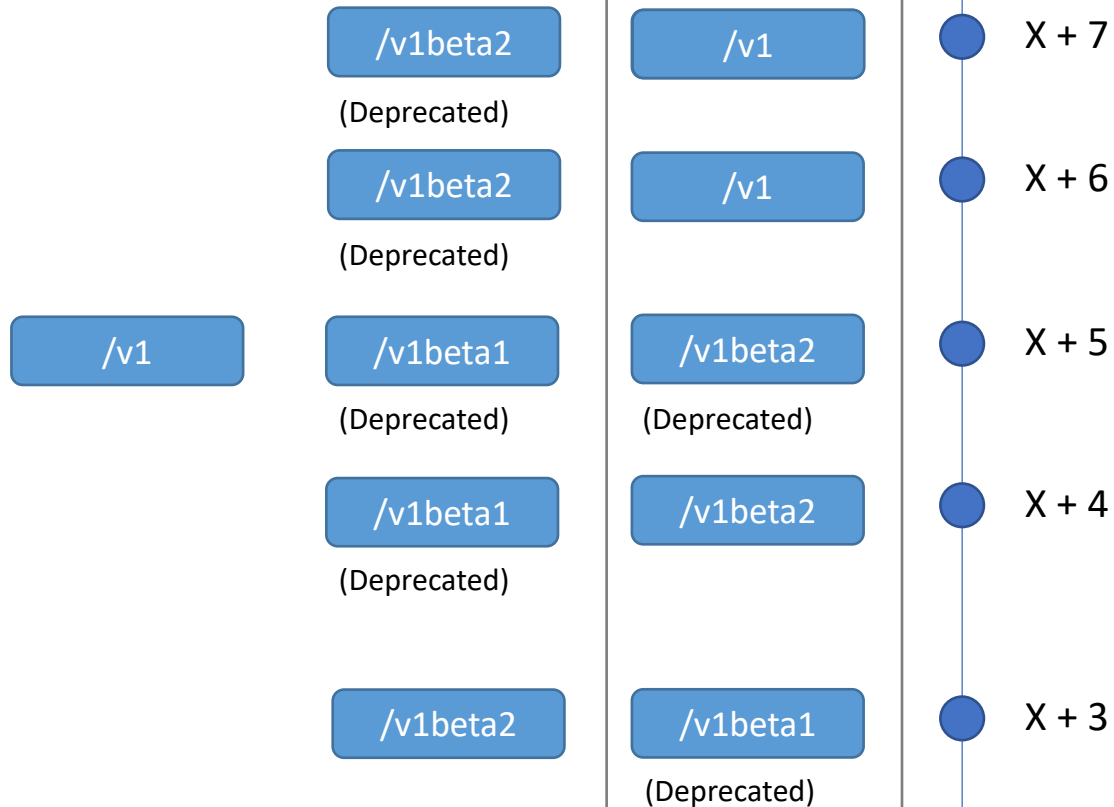 /v1beta2 /v1 X + 7
(Deprecated)
/v1beta2 /v1 X + 6
(Deprecated)
/v1 /v1beta1 /v1beta2 X + 5
(Deprecated) (Deprecated)
/v1beta1 /v1beta2 X + 4
(Deprecated)
/v1beta2 /v1beta1 X + 3
(Deprecated)